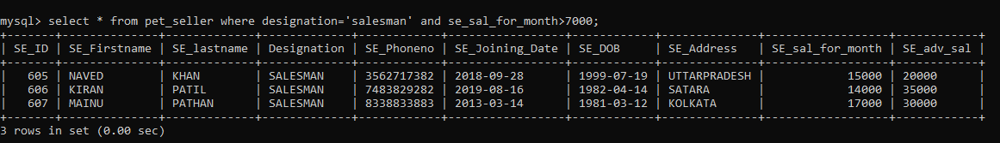 mysql> select * from pet_seller where designation='salesman' and se_sal_for_month>7000;
+-------+--------------+-------------+-------------+------------+-----------------+------------+--------------+------------------+------------+
| SE_ID | SE_Firstname | SE_lastname | Designation | SE_Phoneno | SE_Joining_Date | SE_DOB     | SE_Address   | SE_sal_for_month | SE_adv_sal |
+-------+--------------+-------------+-------------+------------+-----------------+------------+--------------+------------------+------------+
|   605 | NAVED        | KHAN        | SALESMAN    | 3562717382 | 2018-09-28      | 1999-07-19 | UTTARPRADESH |            15000 | 20000      |
|   606 | KIRAN        | PATIL       | SALESMAN    | 7483829282 | 2019-08-16      | 1982-04-14 | SATARA       |            14000 | 35000      |
|   607 | MAINU        | PATHAN      | SALESMAN    | 8338833883 | 2013-03-14      | 1981-03-12 | KOLKATA      |            17000 | 30000      |
+-------+--------------+-------------+-------------+------------+-----------------+------------+--------------+------------------+------------+
3 rows in set (0.00 sec)